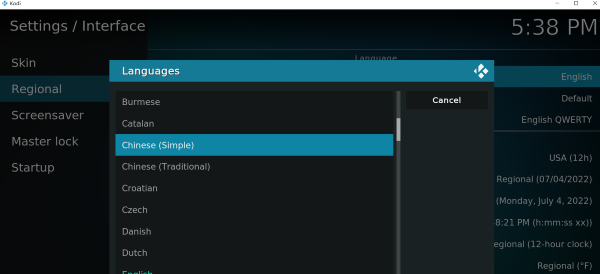 Kodi
Settings / Interface
5:38 PM
Skin
Regional
Screensaver
Master lock
Startup
Language
Languages
Burmese
Catalan
Chinese (Simple)
Chinese (Traditional)
Croatian
Czech
Danish
Dutch
English
Cancel
English
Default
English QWERTY
USA (12h)
Regional (07/04/2022)
(Monday, July 4, 2022)
8:21 PM (h:mm:ss xx))
egional (12-hour clock)
Regional (°F)